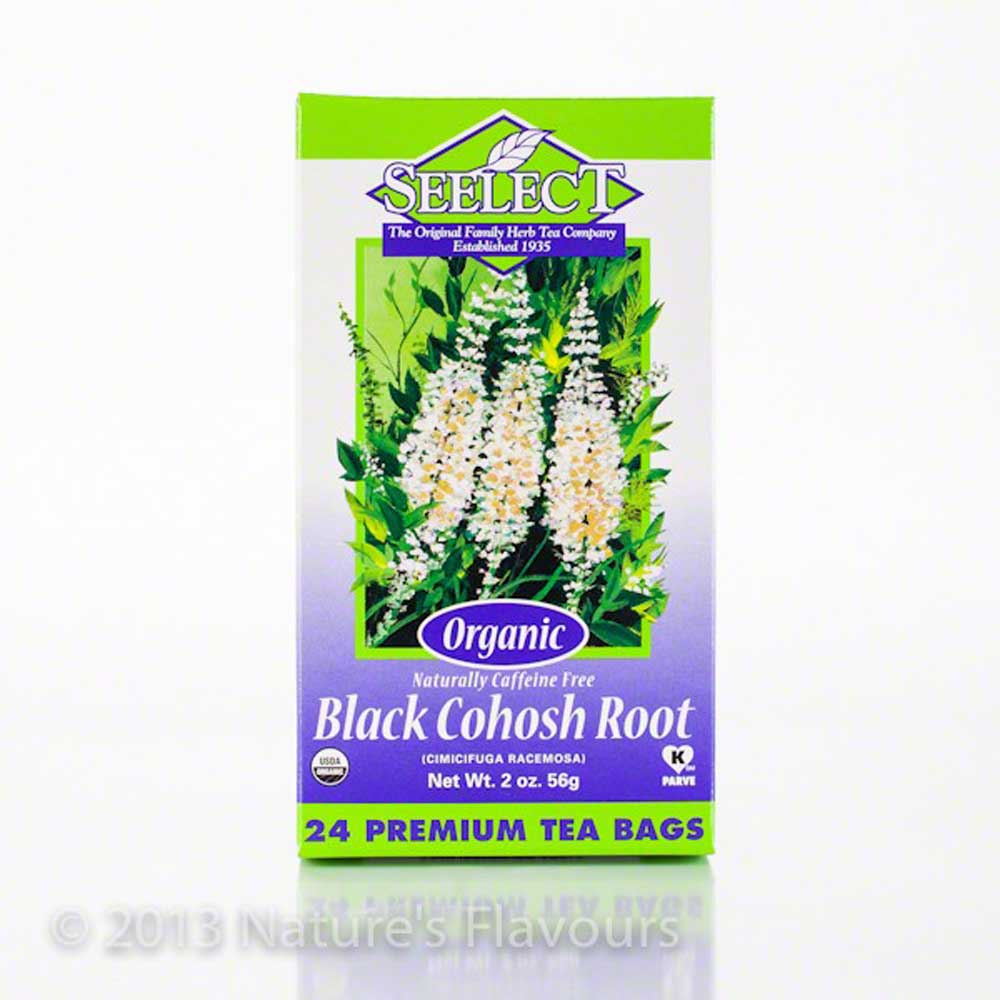 SEELECT
The Original Family Herb Tea Company
Established 1935
Organic
Naturally Caffeine Free
Black Cohosh Root
(CIMICIFUGA RACEMOSA)
USDA
ORGANIC
Net Wt. 2 oz. 56g
K
SM
PARVE
24 PREMIUM TEA BAGS
© 2013 Nature's Flavours